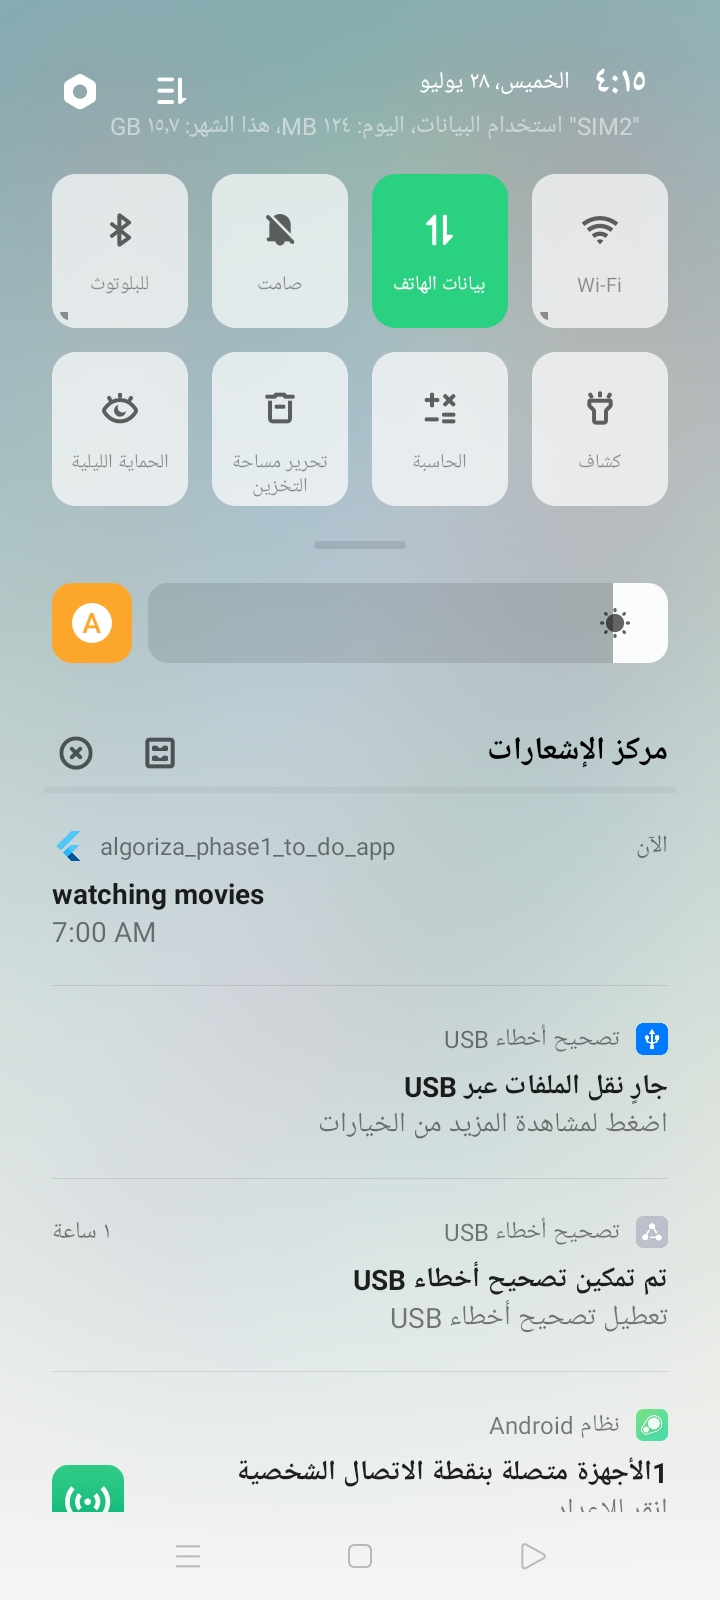 ٤:١٥ الخميس، ٢٨ يوليو
"SIM2" استخدام البيانات، اليوم: ١٢٤ MB، هذا الشهر: ١٥,٧ GB
Wi-Fi
بيانات الهاتف
صامت
للبلوتوث
كشاف
الحاسبة
تحرير مساحة
التخزين
الحماية الليلية
A
مركز الإشعارات
algoriza_phase1_to_do_app الآن
watching movies
7:00 AM
تصحيح أخطاء USB
جارٍ نقل الملفات عبر USB
اضغط لمشاهدة المزيد من الخيارات
تصحيح أخطاء USB ١ ساعة
تم تمكين تصحيح أخطاء USB
تعطيل تصحيح أخطاء USB
نظام Android
1الأجهزة متصلة بنقطة الاتصال الشخصية